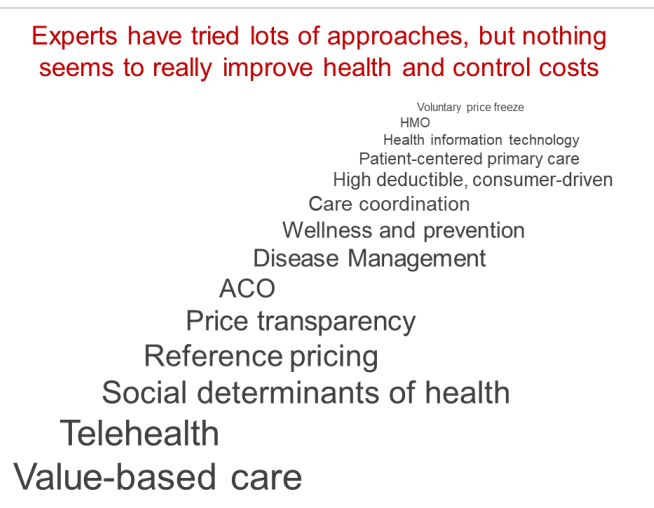 Experts have tried lots of approaches, but nothing
seems to really improve health and control costs
Voluntary price freeze
HMO
Health information technology
Patient-centered primary care
High deductible, consumer-driven
Care coordination
Wellness and prevention
Disease Management
ACO
Price transparency
Reference pricing
Social determinants of health
Telehealth
Value-based care